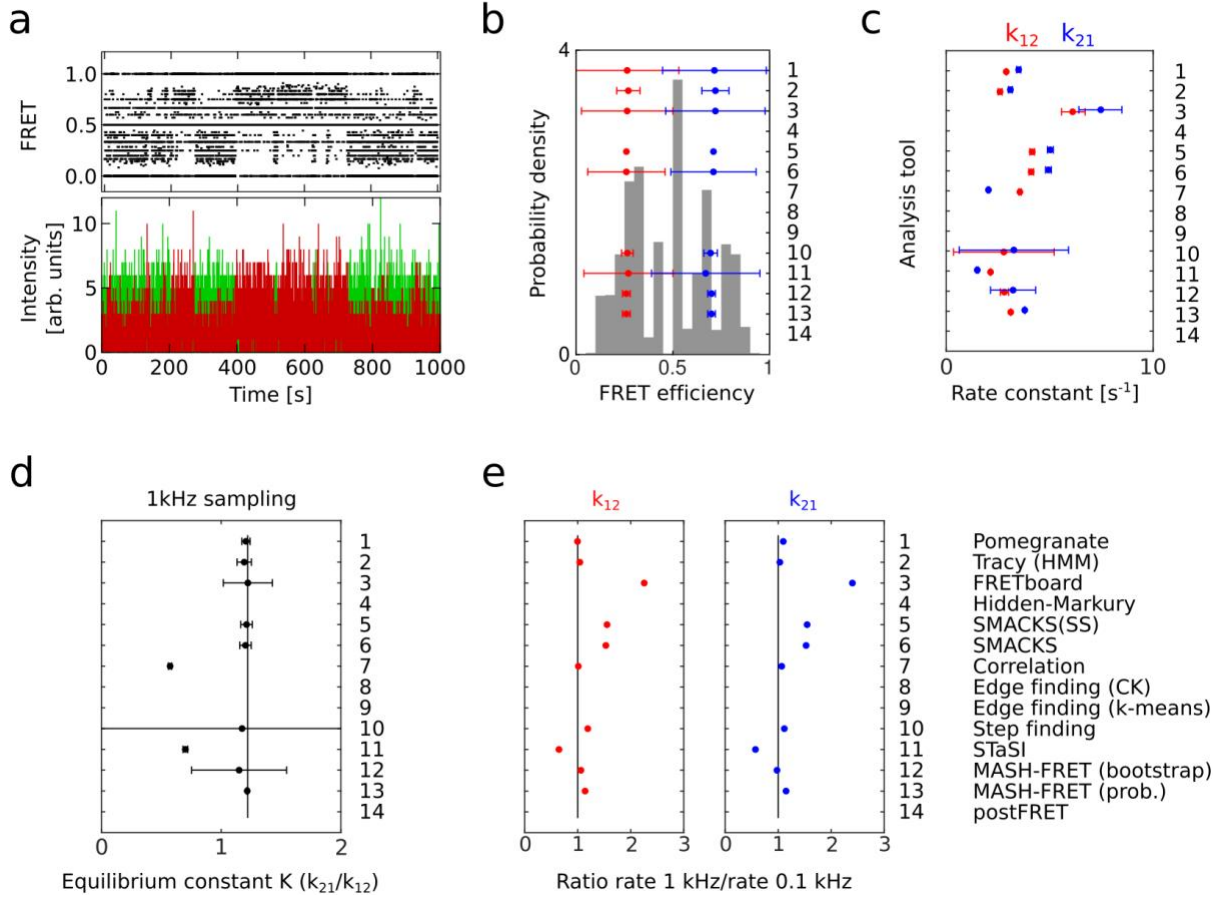 a
FRET
1.0
0.5
0.0
Intensity
[arb. units]
10
5
0
0 200 400 600 800 1000
Time [s]
b
Probability density
4
0
0 0.5 1
FRET efficiency
1
2
3
4
5
6
7
8
9
10
11
12
13
14
c
k12 k21
Analysis tool
1
2
3
4
5
6
7
8
9
10
11
12
13
14
0 10
Rate constant [s-1]
d
1kHz sampling
1
2
3
4
5
6
7
8
9
10
11
12
13
14
0 1 2
Equilibrium constant K (k21/k12)
e
k12 k21
1 Pomegranate
2 Tracy (HMM)
3 FRETboard
4 Hidden-Markury
5 SMACKS(SS)
6 SMACKS
7 Correlation
8 Edge finding (CK)
9 Edge finding (k-means)
10 Step finding
11 STaSI
12 MASH-FRET (bootstrap)
13 MASH-FRET (prob.)
14 postFRET
0 1 2 3 0 1 2 3
Ratio rate 1 kHz/rate 0.1 kHz